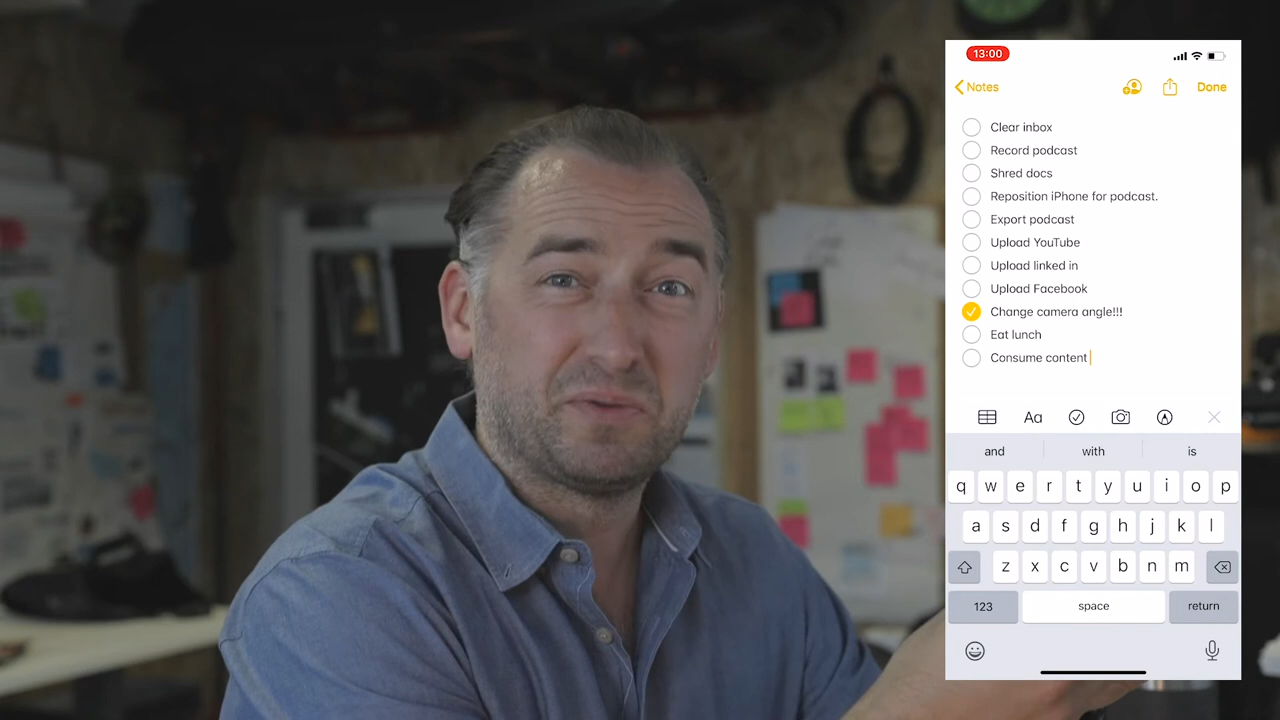 13:00
Notes
Done
Clear inbox
Record podcast
Shred docs
Reposition iPhone for podcast.
Export podcast
Upload YouTube
Upload linked in
Upload Facebook
Change camera angle!!!
Eat lunch
Consume content
Aa
and with is
q w e r t y u i o p
a s d f g h j k l
z x c v b n m
123 space return